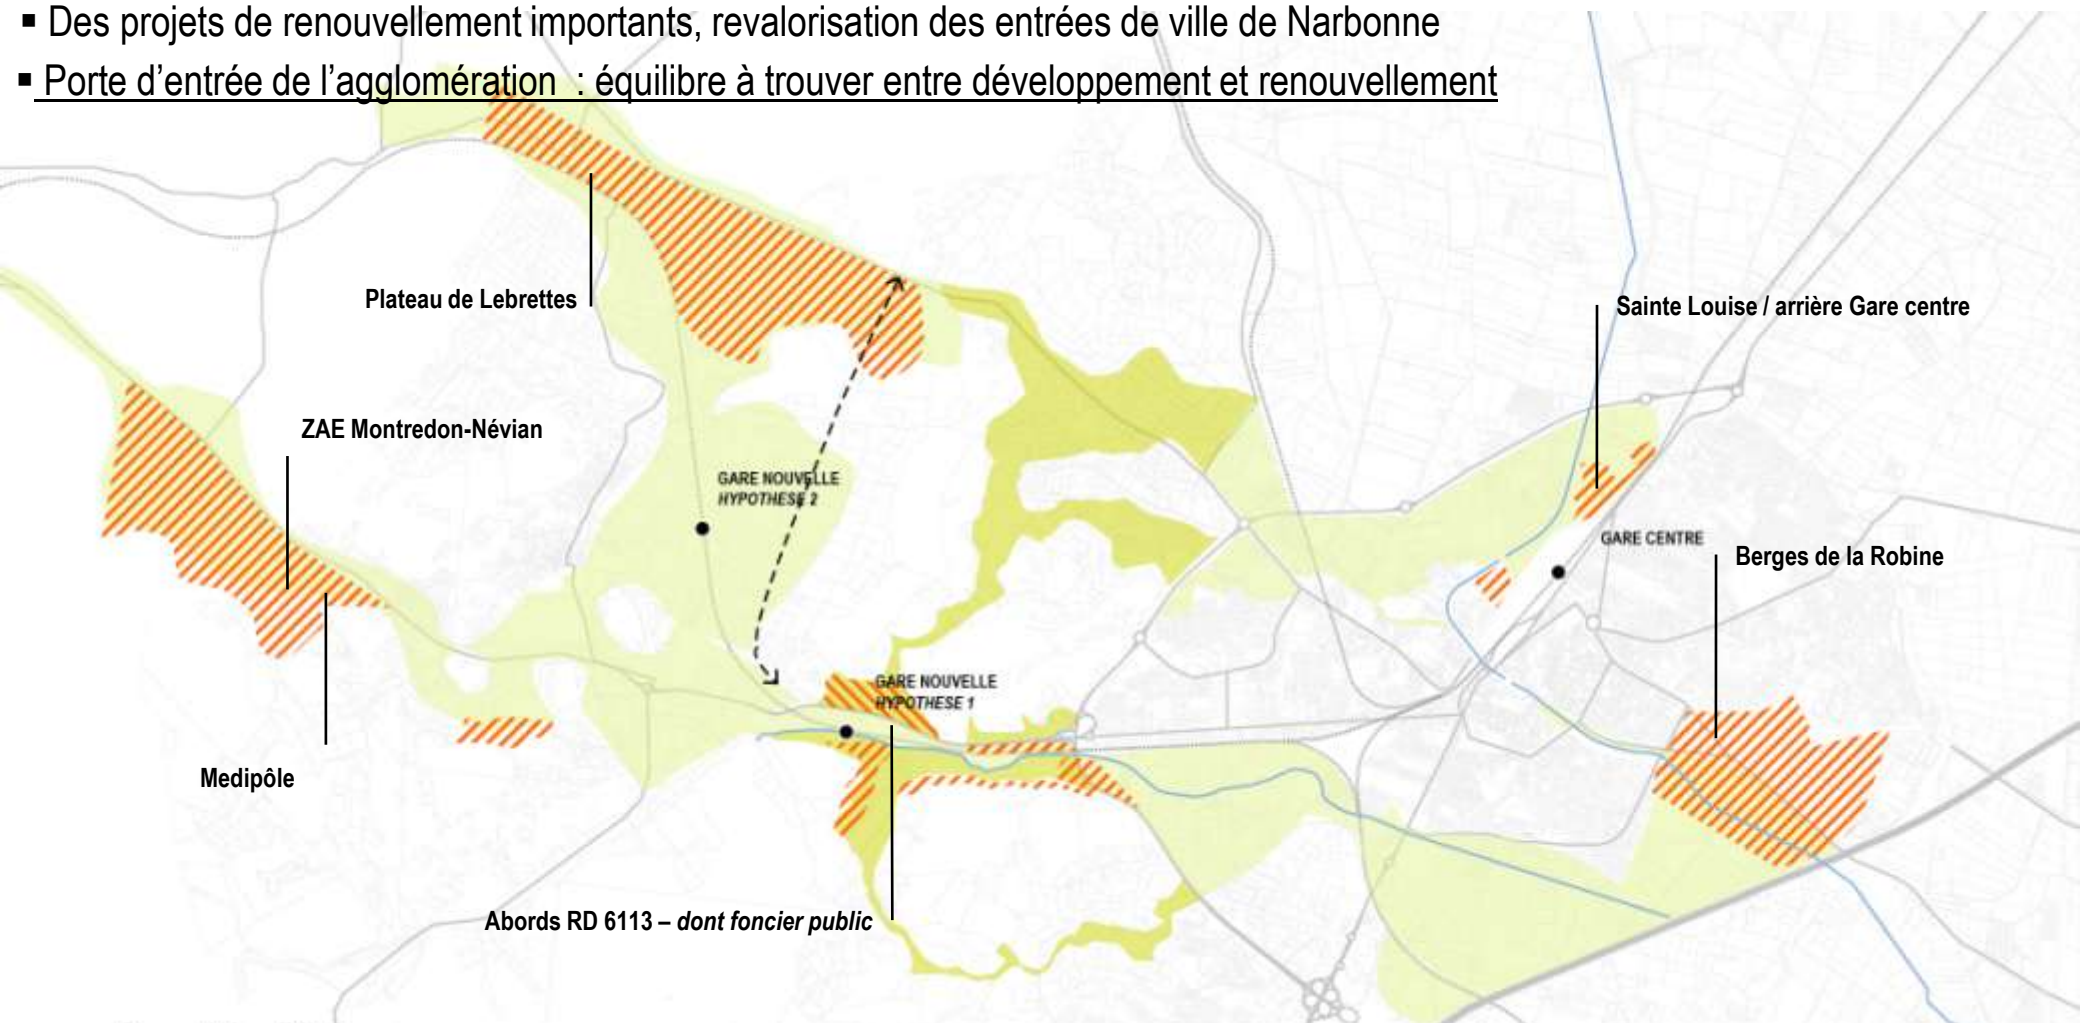 ▪ Des projets de renouvellement importants, revalorisation des entrées de ville de Narbonne
▪ Porte d’entrée de l’agglomération : équilibre à trouver entre développement et renouvellement
Plateau de Lebrettes
Sainte Louise / arrière Gare centre
ZAE Montredon-Névian
GARE NOUVELLE
HYPOTHESE 2
GARE CENTRE
Berges de la Robine
GARE NOUVELLE
HYPOTHESE 1
Medipôle
Abords RD 6113 – dont foncier public